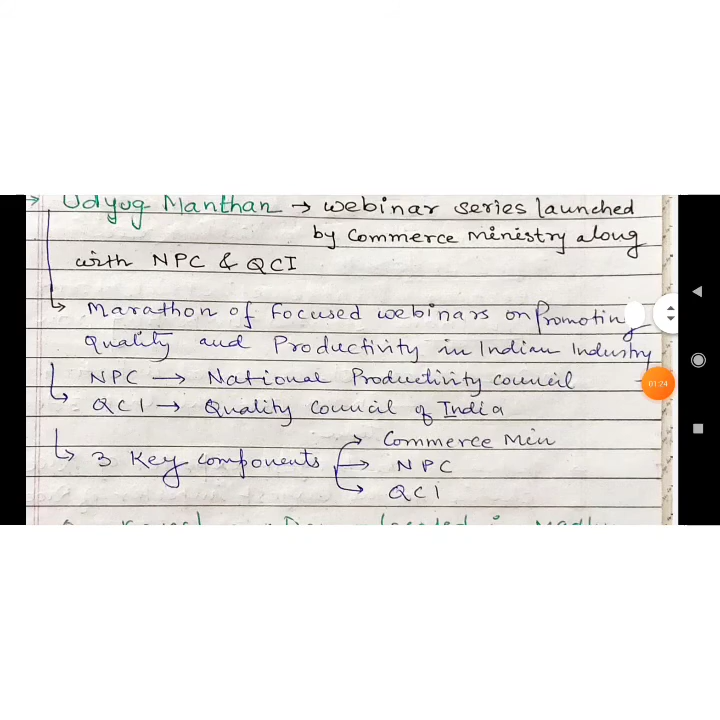 → Udyog Manthan → webinar series launched
by Commerce Ministry along
with NPC & QCI
↳ Marathon of Focused webinars on Promoting
Quality and Productivity in Indian Industry
NPC → National Productivity council
↳ QCI → Quality Council of India
↳ 3 Key components → Commerce Min
→ NPC
→ QCI
01:24